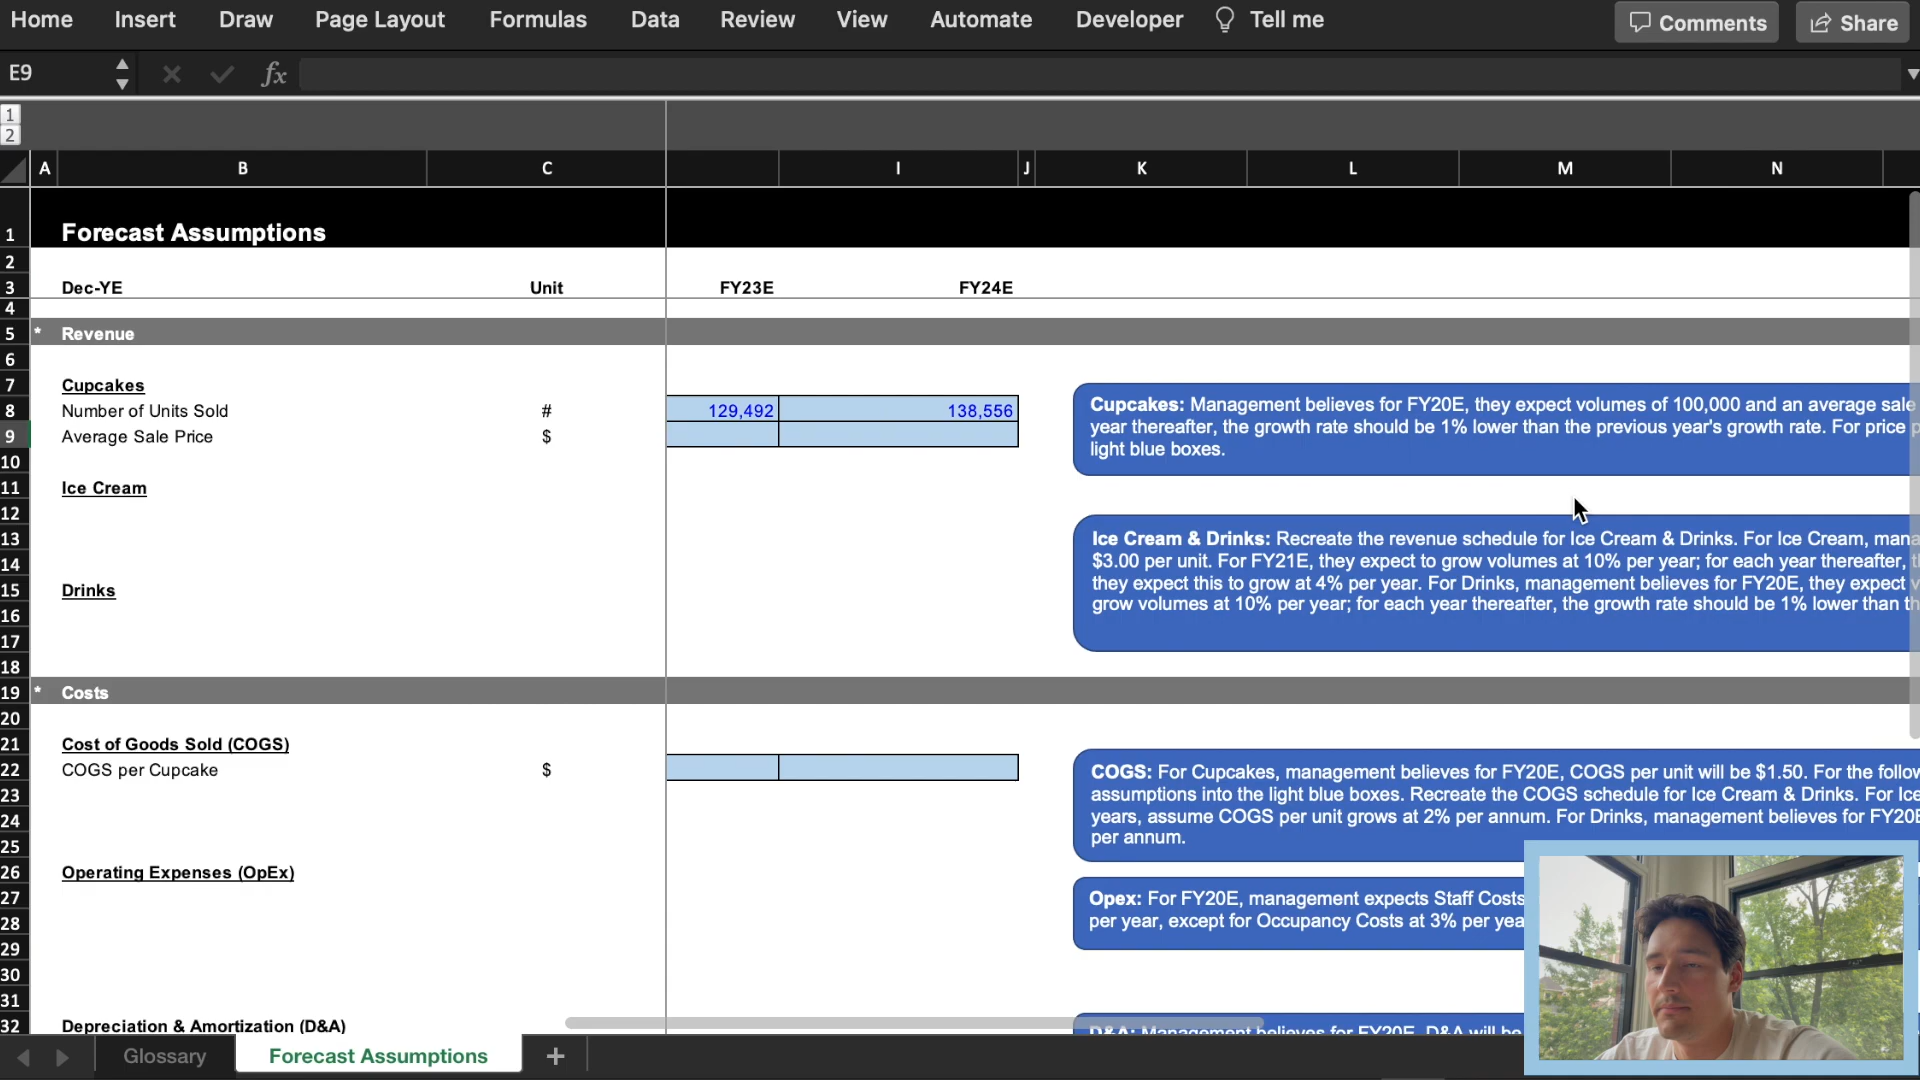 Home Insert Draw Page Layout Formulas Data Review View Automate Developer Tell me Comments Share
E9 fx
1
2
A B C I J K L M N
1 Forecast Assumptions
2
3 Dec-YE Unit FY23E FY24E
4
5 * Revenue
6
7 Cupcakes
8 Number of Units Sold # 129,492 138,556
9 Average Sale Price $
10
11 Ice Cream
12
13
14
15 Drinks
16
17
18
19 * Costs
20
21 Cost of Goods Sold (COGS)
22 COGS per Cupcake $
23
24
25
26 Operating Expenses (OpEx)
27
28
29
30
31
32 Depreciation & Amortization (D&A)
Cupcakes: Management believes for FY20E, they expect volumes of 100,000 and an average sale
year thereafter, the growth rate should be 1% lower than the previous year's growth rate. For price
light blue boxes.
Ice Cream & Drinks: Recreate the revenue schedule for Ice Cream & Drinks. For Ice Cream,
$3.00 per unit. For FY21E, they expect to grow volumes at 10% per year; for each year thereafter,
they expect this to grow at 4% per year. For Drinks, management believes for FY20E, they expect
grow volumes at 10% per year; for each year thereafter, the growth rate should be 1% lower than
COGS: For Cupcakes, management believes for FY20E, COGS per unit will be $1.50. For the
assumptions into the light blue boxes. Recreate the COGS schedule for Ice Cream & Drinks. For
years, assume COGS per unit grows at 2% per annum. For Drinks, management believes for
per annum.
Opex: For FY20E, management expects Staff Costs
per year, except for Occupancy Costs at 3% per
D&A: Management believes for FY20E, D&A will be
Glossary Forecast Assumptions +